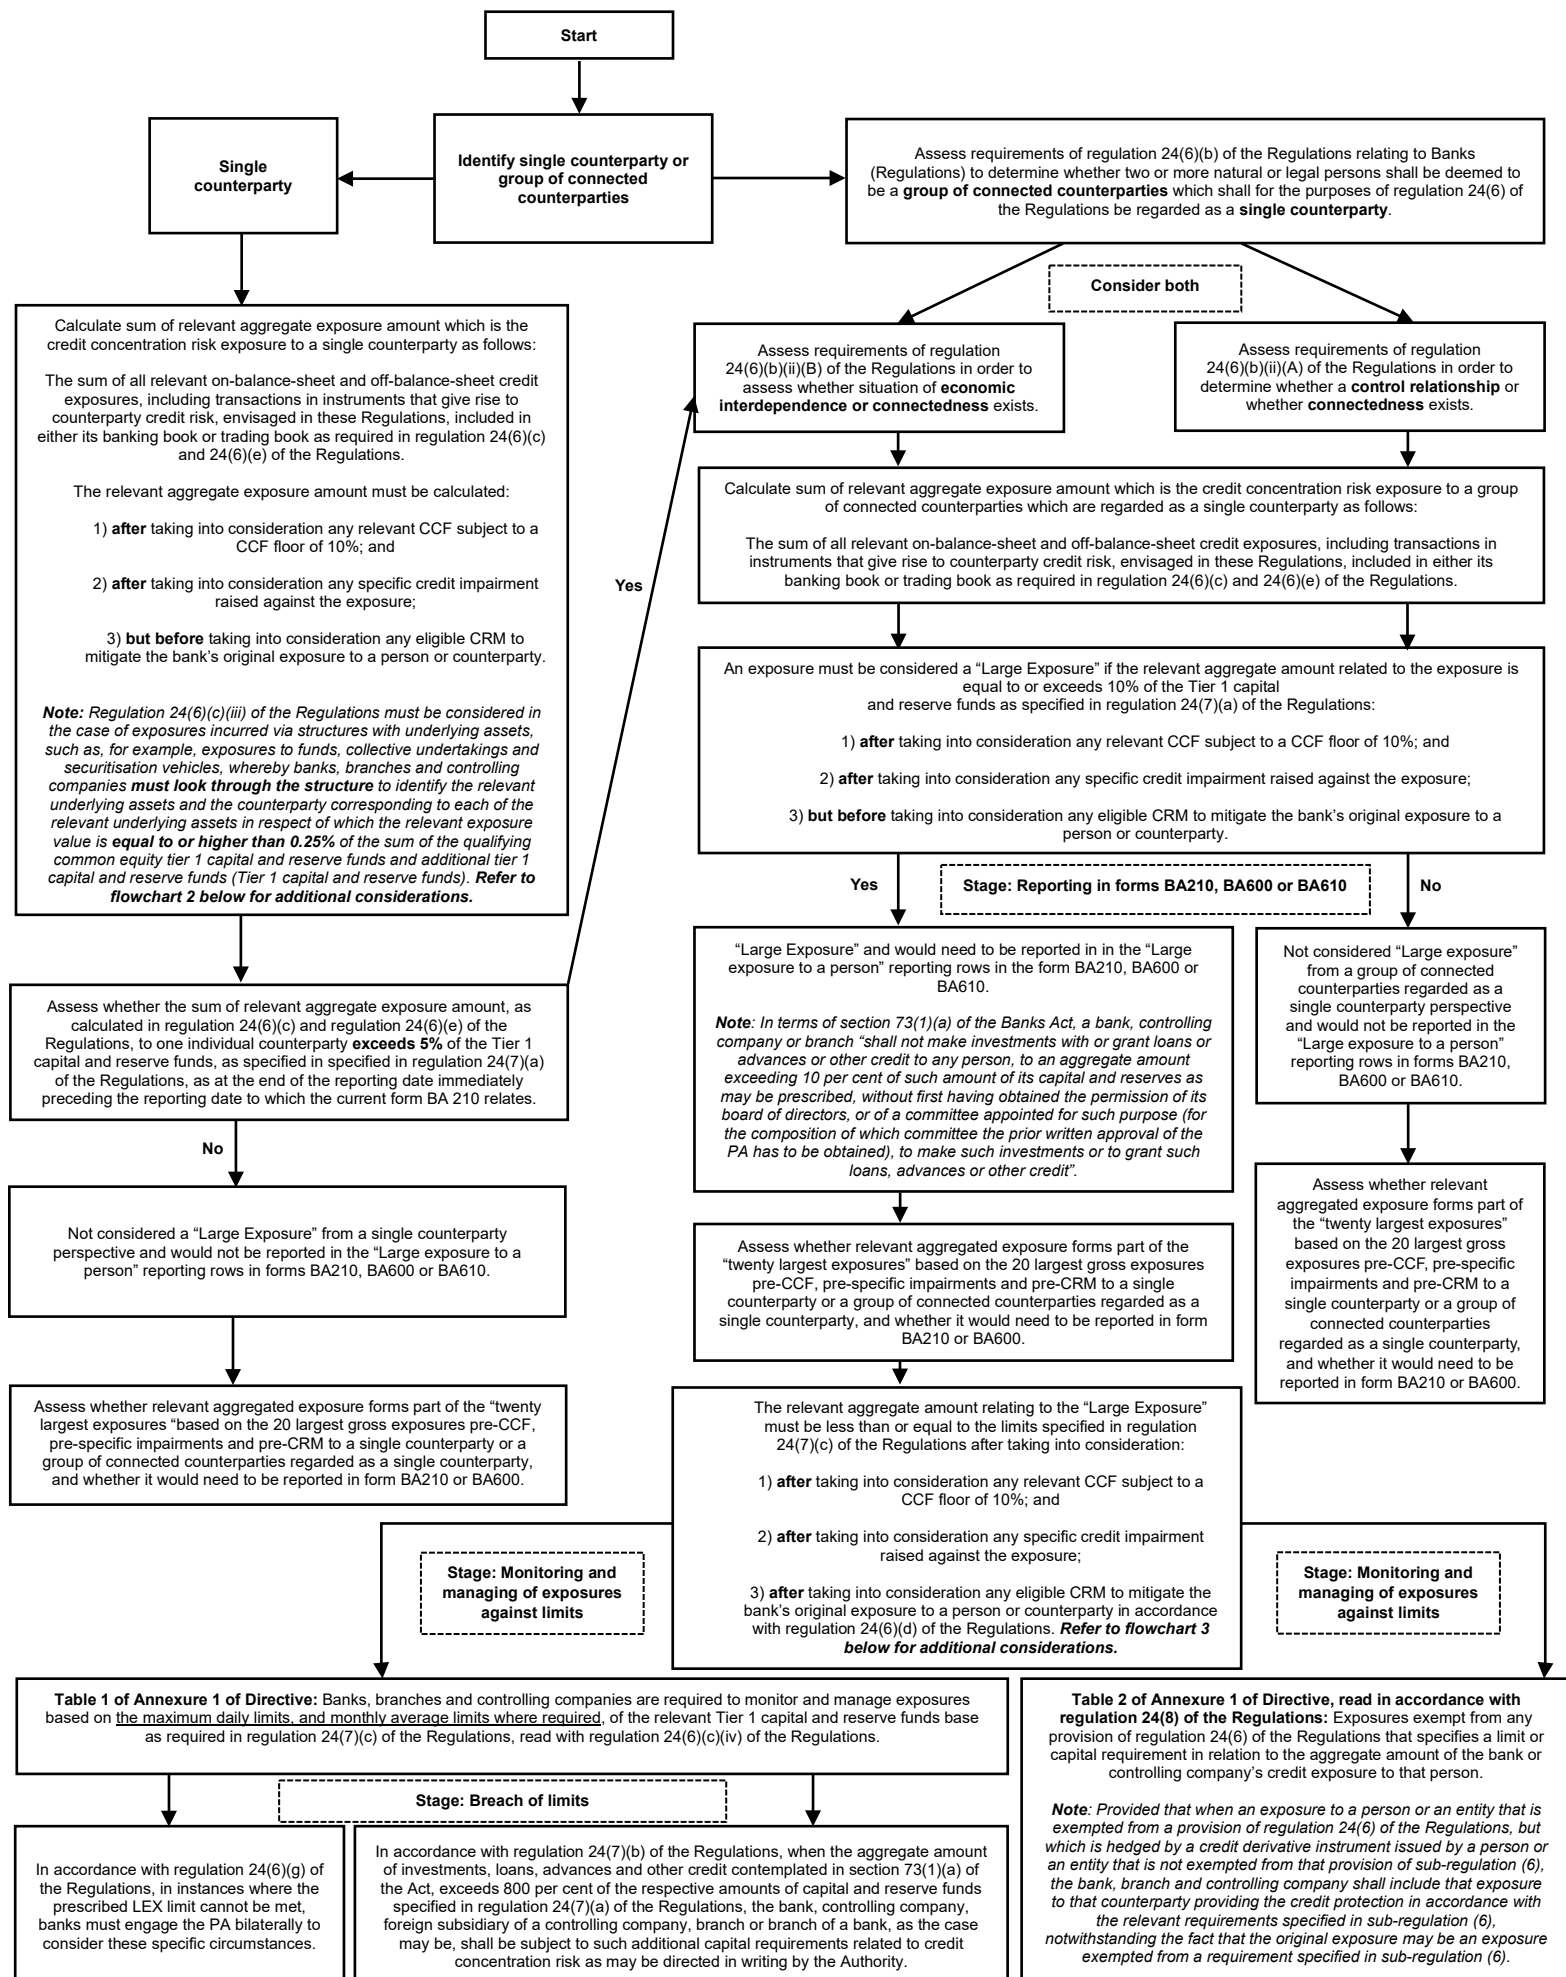 Start
Single
counterparty
Identify single counterparty or
group of connected
counterparties
Assess requirements of regulation 24(6)(b) of the Regulations relating to Banks
(Regulations) to determine whether two or more natural or legal persons shall be deemed to
be a group of connected counterparties which shall for the purposes of regulation 24(6) of
the Regulations be regarded as a single counterparty.
Consider both
Calculate sum of relevant aggregate exposure amount which is the
credit concentration risk exposure to a single counterparty as follows:
The sum of all relevant on-balance-sheet and off-balance-sheet credit
exposures, including transactions in instruments that give rise to
counterparty credit risk, envisaged in these Regulations, included in
either its banking book or trading book as required in regulation 24(6)(c)
and 24(6)(e) of the Regulations.
The relevant aggregate exposure amount must be calculated:
1) after taking into consideration any relevant CCF subject to a
CCF floor of 10%; and
2) after taking into consideration any specific credit impairment
raised against the exposure;
3) but before taking into consideration any eligible CRM to
mitigate the bank's original exposure to a person or counterparty.
Note: Regulation 24(6)(c)(iii) of the Regulations must be considered in
the case of exposures incurred via structures with underlying assets,
such as, for example, exposures to funds, collective undertakings and
securitisation vehicles, whereby banks, branches and controlling
companies must look through the structure to identify the relevant
underlying assets and the counterparty corresponding to each of the
relevant underlying assets in respect of which the relevant exposure
value is equal to or higher than 0.25% of the sum of the qualifying
common equity tier 1 capital and reserve funds and additional tier 1
capital and reserve funds (Tier 1 capital and reserve funds). Refer to
flowchart 2 below for additional considerations.
Assess requirements of regulation
24(6)(b)(ii)(B) of the Regulations in order to
assess whether situation of economic
interdependence or connectedness exists.
Assess requirements of regulation
24(6)(b)(ii)(A) of the Regulations in order to
determine whether a control relationship or
whether connectedness exists.
Calculate sum of relevant aggregate exposure amount which is the credit concentration risk exposure to a group
of connected counterparties which are regarded as a single counterparty as follows:
The sum of all relevant on-balance-sheet and off-balance-sheet credit exposures, including transactions in
instruments that give rise to counterparty credit risk, envisaged in these Regulations, included in either its
banking book or trading book as required in regulation 24(6)(c) and 24(6)(e) of the Regulations.
Yes
An exposure must be considered a “Large Exposure” if the relevant aggregate amount related to the exposure is
equal to or exceeds 10% of the Tier 1 capital
and reserve funds as specified in regulation 24(7)(a) of the Regulations:
1) after taking into consideration any relevant CCF subject to a CCF floor of 10%; and
2) after taking into consideration any specific credit impairment raised against the exposure;
3) but before taking into consideration any eligible CRM to mitigate the bank's original exposure to a
person or counterparty.
Yes
Stage: Reporting in forms BA210, BA600 or BA610
No
Assess whether the sum of relevant aggregate exposure amount, as
calculated in regulation 24(6)(c) and regulation 24(6)(e) of the
Regulations, to one individual counterparty exceeds 5% of the Tier 1
capital and reserve funds, as specified in specified in regulation 24(7)(a)
of the Regulations, as at the end of the reporting date immediately
preceding the reporting date to which the current form BA 210 relates.
No
Not considered a “Large Exposure” from a single counterparty
perspective and would not be reported in the “Large exposure to a
person” reporting rows in forms BA210, BA600 or BA610.
Assess whether relevant aggregated exposure forms part of the “twenty
largest exposures “based on the 20 largest gross exposures pre-CCF,
pre-specific impairments and pre-CRM to a single counterparty or a
group of connected counterparties regarded as a single counterparty,
and whether it would need to be reported in form BA210 or BA600.
“Large Exposure” and would need to be reported in in the “Large
exposure to a person” reporting rows in the form BA210, BA600 or
BA610.
Note: In terms of section 73(1)(a) of the Banks Act, a bank, controlling
company or branch “shall not make investments with or grant loans or
advances or other credit to any person, to an aggregate amount
exceeding 10 per cent of such amount of its capital and reserves as
may be prescribed, without first having obtained the permission of its
board of directors, or of a committee appointed for such purpose (for
the composition of which committee the prior written approval of the
PA has to be obtained), to make such investments or to grant such
loans, advances or other credit”.
Not considered “Large exposure”
from a group of connected
counterparties regarded as a
single counterparty perspective
and would not be reported in the
“Large exposure to a person”
reporting rows in forms BA210,
BA600 or BA610.
Assess whether relevant aggregated exposure forms part of the
“twenty largest exposures” based on the 20 largest gross exposures
pre-CCF, pre-specific impairments and pre-CRM to a single
counterparty or a group of connected counterparties regarded as a
single counterparty, and whether it would need to be reported in form
BA210 or BA600.
Assess whether relevant
aggregated exposure forms part of
the “twenty largest exposures”
based on the 20 largest gross
exposures pre-CCF, pre-specific
impairments and pre-CRM to a
single counterparty or a group of
connected counterparties
regarded as a single counterparty,
and whether it would need to be
reported in form BA210 or BA600.
The relevant aggregate amount relating to the “Large Exposure”
must be less than or equal to the limits specified in regulation
24(7)(c) of the Regulations after taking into consideration:
1) after taking into consideration any relevant CCF subject to a
CCF floor of 10%; and
2) after taking into consideration any specific credit impairment
raised against the exposure;
3) after taking into consideration any eligible CRM to mitigate the
bank's original exposure to a person or counterparty in accordance
with regulation 24(6)(d) of the Regulations. Refer to flowchart 3
below for additional considerations.
Stage: Monitoring and
managing of exposures
against limits
Stage: Monitoring and
managing of exposures
against limits
Table 1 of Annexure 1 of Directive: Banks, branches and controlling companies are required to monitor and manage exposures
based on the maximum daily limits, and monthly average limits where required, of the relevant Tier 1 capital and reserve funds base
as required in regulation 24(7)(c) of the Regulations, read with regulation 24(6)(c)(iv) of the Regulations.
Stage: Breach of limits
In accordance with regulation 24(6)(g) of
the Regulations, in instances where the
prescribed LEX limit cannot be met,
banks must engage the PA bilaterally to
consider these specific circumstances.
In accordance with regulation 24(7)(b) of the Regulations, when the aggregate amount
of investments, loans, advances and other credit contemplated in section 73(1)(a) of
the Act, exceeds 800 per cent of the respective amounts of capital and reserve funds
specified in regulation 24(7)(a) of the Regulations, the bank, controlling company,
foreign subsidiary of a controlling company, branch or branch of a bank, as the case
may be, shall be subject to such additional capital requirements related to credit
concentration risk as may be directed in writing by the Authority.
Table 2 of Annexure 1 of Directive, read in accordance with
regulation 24(8) of the Regulations: Exposures exempt from any
provision of regulation 24(6) of the Regulations that specifies a limit or
capital requirement in relation to the aggregate amount of the bank or
controlling company's credit exposure to that person.
Note: Provided that when an exposure to a person or an entity that is
exempted from a provision of regulation 24(6) of the Regulations, but
which is hedged by a credit derivative instrument issued by a person or
an entity that is not exempted from that provision of sub-regulation (6),
the bank, branch and controlling company shall include that exposure
to that counterparty providing the credit protection in accordance with
the relevant requirements specified in sub-regulation (6),
notwithstanding the fact that the original exposure may be an exposure
exempted from a requirement specified in sub-regulation (6).